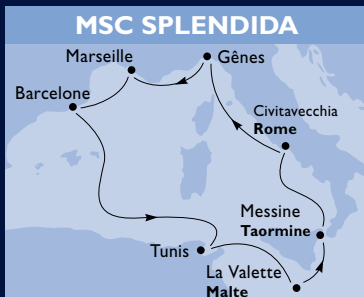 MSC SPLENDIDA
Marseille
Gênes
Barcelone
Civitavecchia
Rome
Messine
Taormine
Tunis
La Valette
Malte